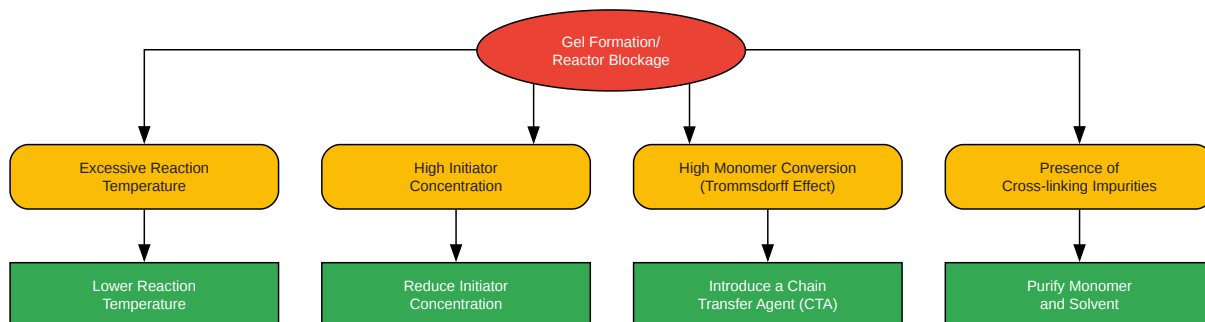 Gel Formation/
Reactor Blockage
Excessive Reaction
Temperature
High Initiator
Concentration
High Monomer Conversion
(Trommsdorff Effect)
Presence of
Cross-linking Impurities
Lower Reaction
Temperature
Reduce Initiator
Concentration
Introduce a Chain
Transfer Agent (CTA)
Purify Monomer
and Solvent